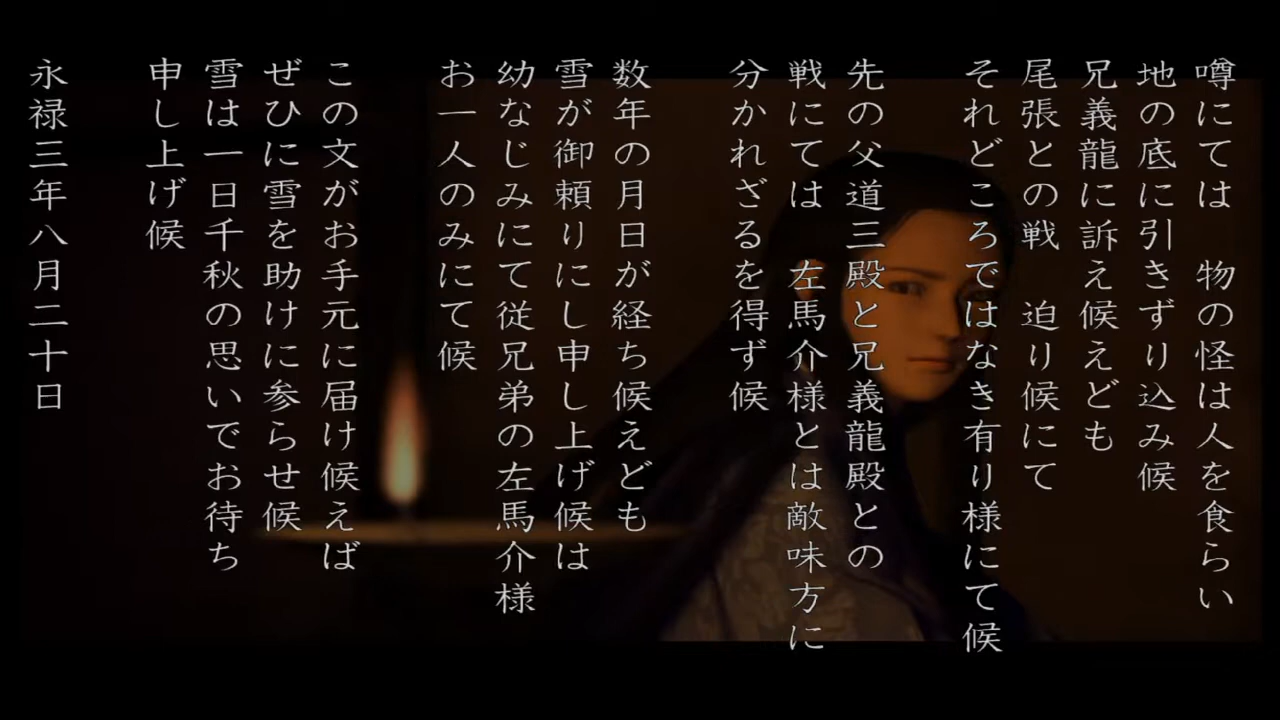 噂にては　物の怪は人を食らい
地の底に引きずり込み候
兄義龍に訴え候えども
尾張との戦　迫り候にて
それどころではなき有り様にて候
先の父道三殿と兄義龍殿との
戦にては　左馬介様とは敵味方に
分かれざるを得ず候
数年の月日が経ち候えども
雪が御頼りにし申し上げ候は
幼なじみにて従兄弟の左馬介様
お一人のみにて候
この文がお手元に届け候えば
ぜひに雪を助けに参らせ候
雪は一日千秋の思いでお待ち
申し上げ候
永禄三年八月二十日